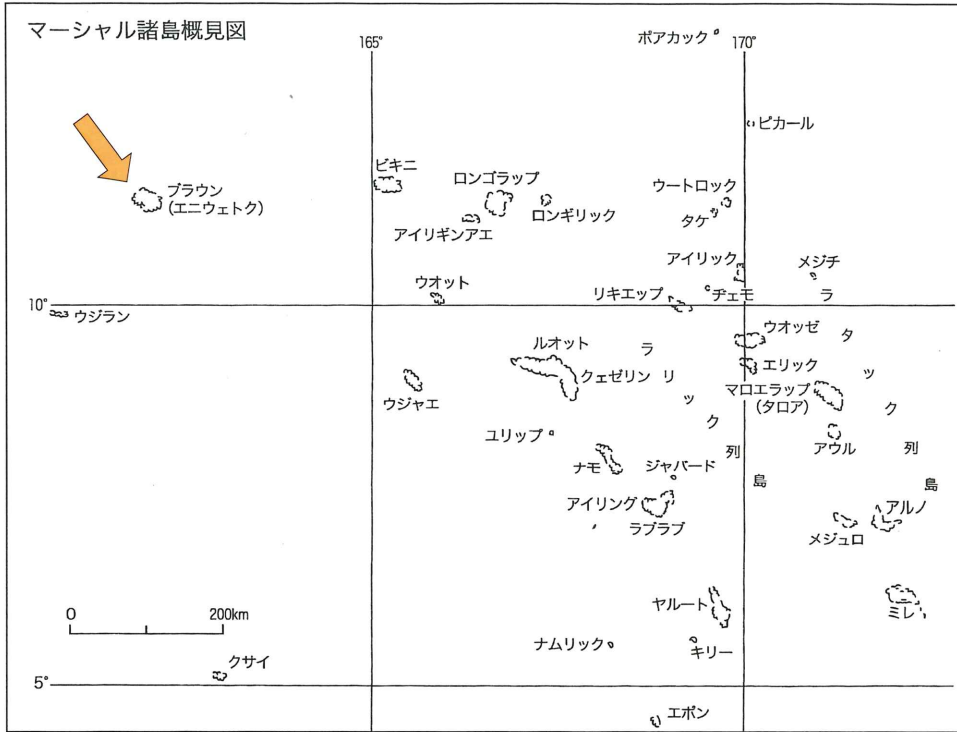 マーシャル諸島概見図
ボアカック
165°
170°
ピカール
ビキニ
ロンゴラップ
ウートロック
ブラウン
(エニウェトク)
ロンギリック
タケ
アイリギンアエ
アイリック
メジチ
ウオット
リキエップ
ヂェモ
10°
ウジラン
ウオッゼ
ルオット
エリック
クェゼリン
マロエラップ
(タロア)
ウジャエ
ユリップ
アウル
ナモ
ジャバード
アイリング
アルノ
ラブラブ
メジュロ
ラリック列島
ラタック列島
ヤルート
ミレ
0
200km
ナムリック
キリー
クサイ
5°
エボン